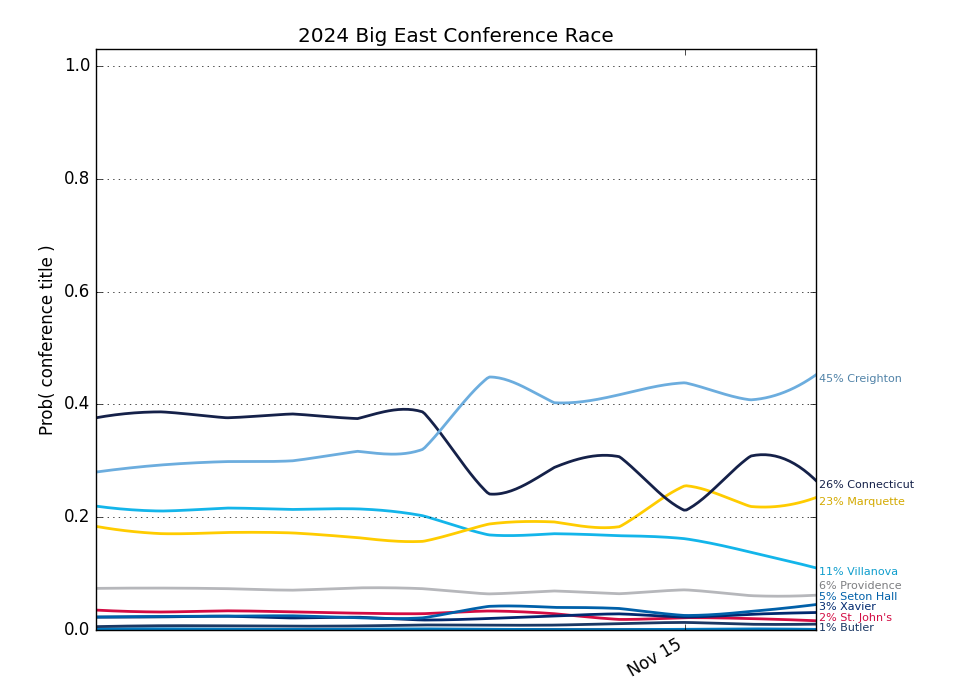 2024 Big East Conference Race
Prob( conference title )
1.0
0.8
0.6
0.4
0.2
0.0
Nov 15
45% Creighton
26% Connecticut
23% Marquette
11% Villanova
6% Providence
5% Seton Hall
3% Xavier
2% St. John's
1% Butler